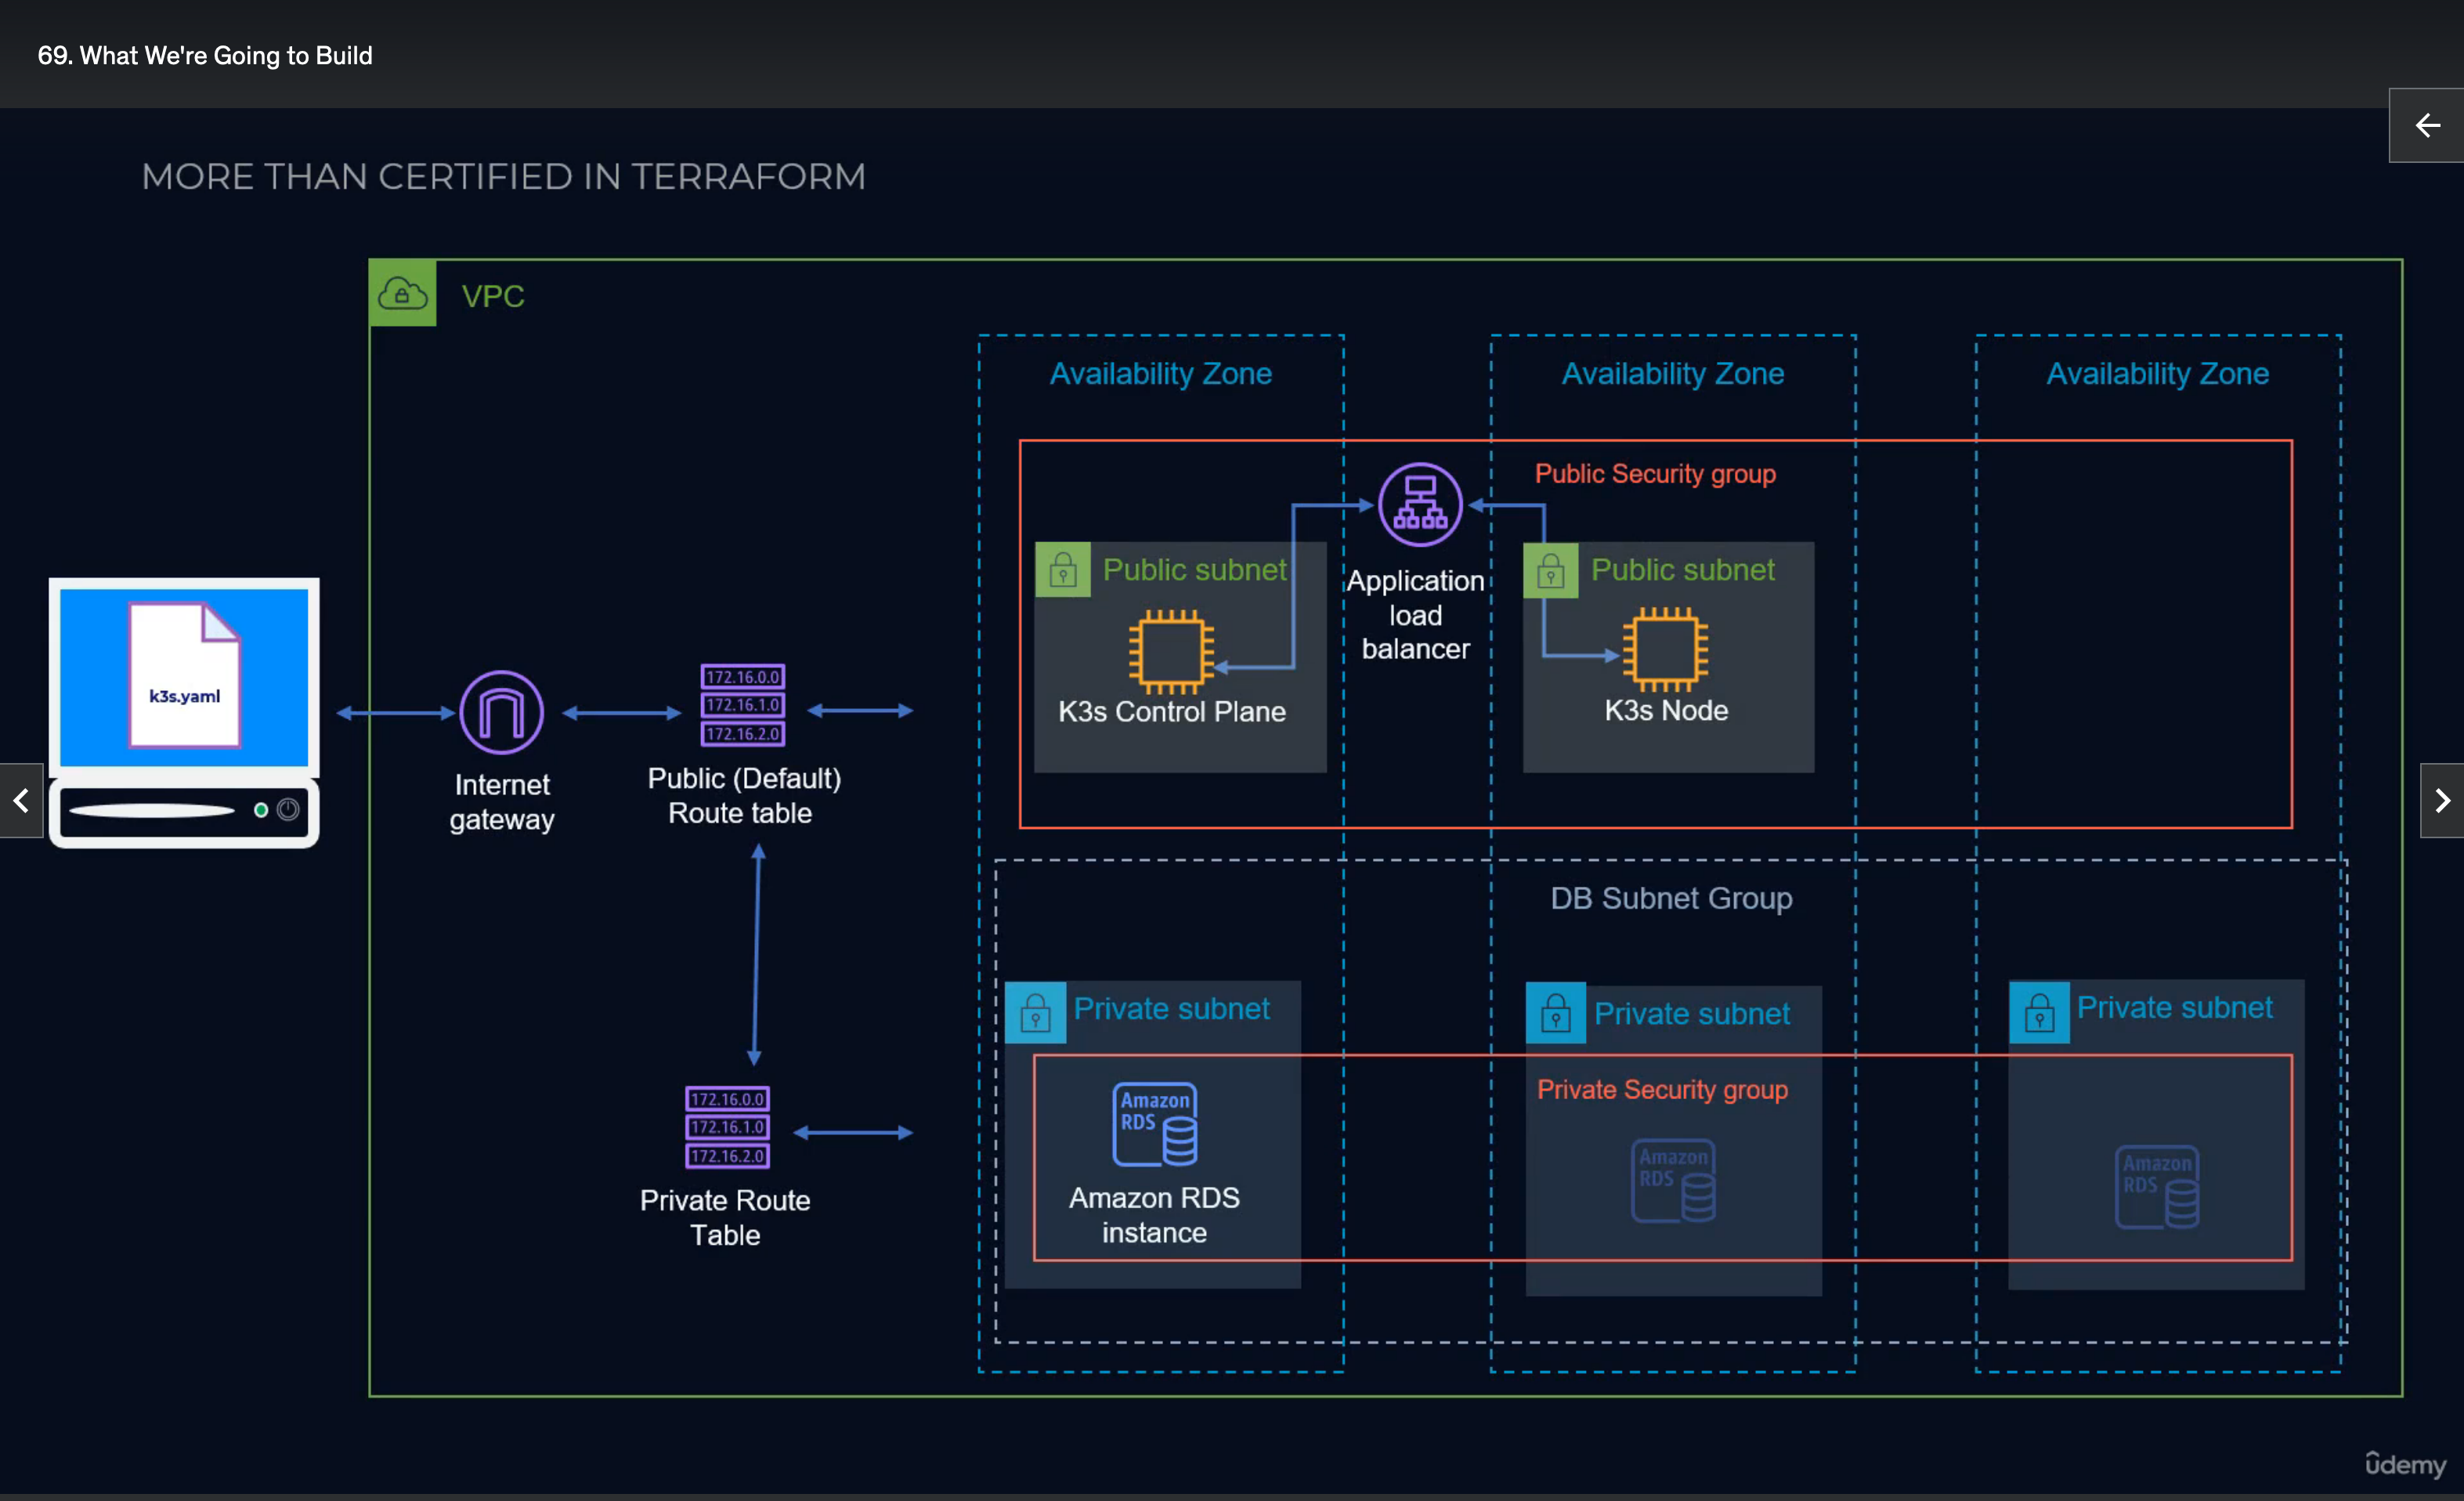 69. What We're Going to Build
MORE THAN CERTIFIED IN TERRAFORM
VPC
Availability Zone
Availability Zone
Availability Zone
Public Security group
Public subnet
Application
load
balancer
Public subnet
K3s Control Plane
K3s Node
k3s.yaml
Internet
gateway
172.16.0.0
172.16.1.0
172.16.2.0
Public (Default)
Route table
DB Subnet Group
Private subnet
Private subnet
Private subnet
Private Security group
172.16.0.0
172.16.1.0
172.16.2.0
Private Route
Table
Amazon
RDS
Amazon RDS
instance
Amazon
RDS
Amazon
RDS
ûdemy